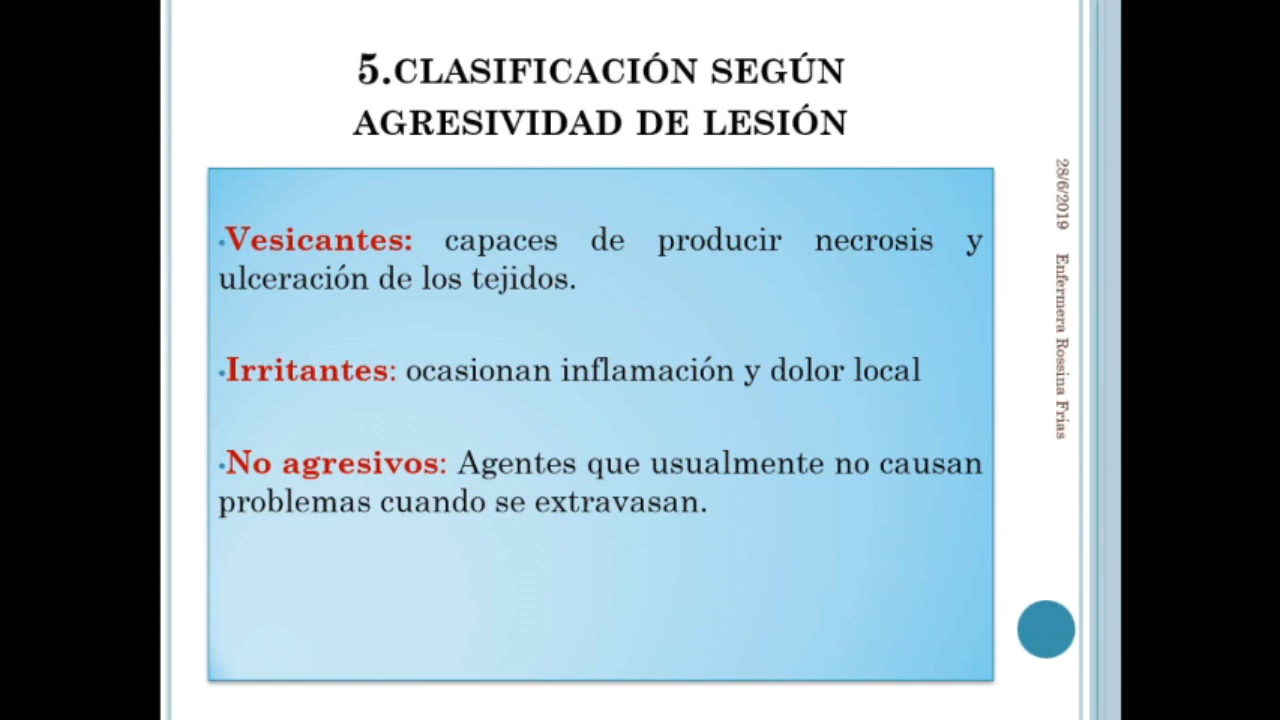 5.CLASIFICACIÓN SEGÚN
AGRESIVIDAD DE LESIÓN
•Vesicantes: capaces de producir necrosis y
ulceración de los tejidos.
•Irritantes: ocasionan inflamación y dolor local
•No agresivos: Agentes que usualmente no causan
problemas cuando se extravasan.
28/6/2019 Enfermera Rossina Frias